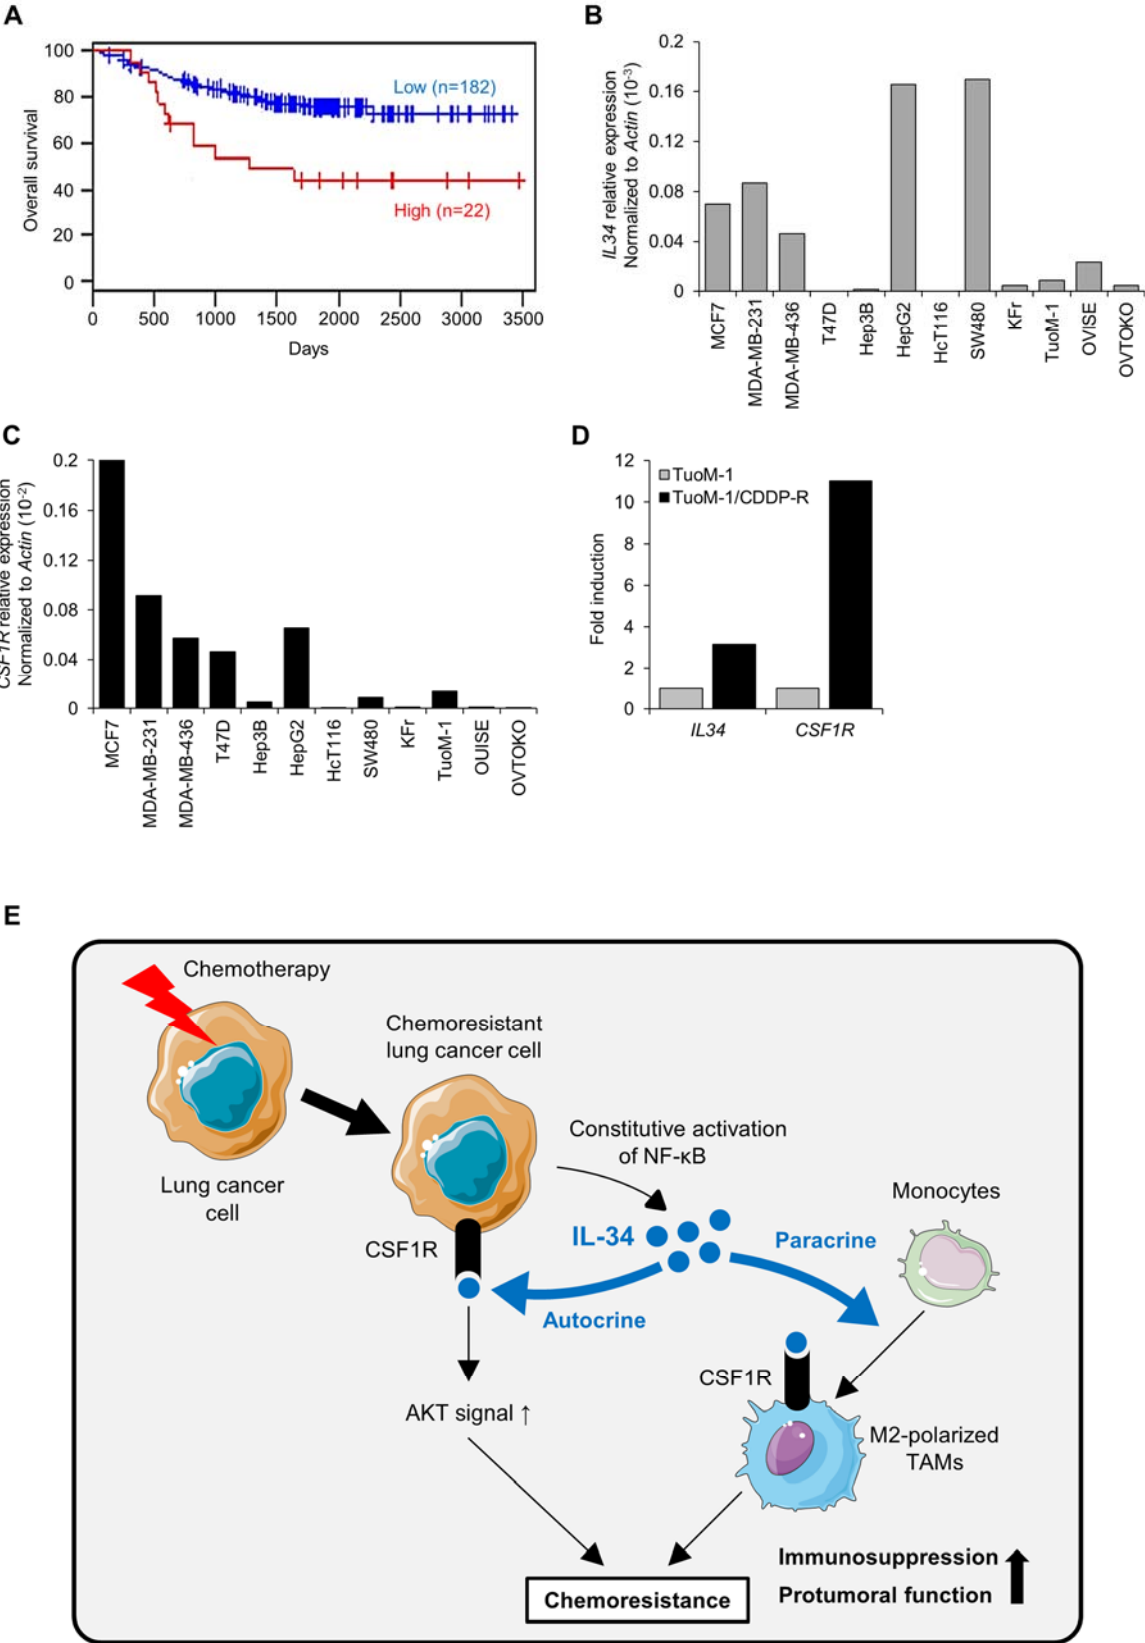 A
100
80
60
40
20
0
Overall survival
Low (n=182)
High (n=22)
0 500 1000 1500 2000 2500 3000 3500
Days
B
IL34 relative expression
Normalized to Actin (10-3)
0.2
0.16
0.12
0.08
0.04
0
MCF7
MDA-MB-231
MDA-MB-436
T47D
Hep3B
HepG2
HcT116
SW480
KFr
TuoM-1
OVISE
OVTOKO
C
CSF1R relative expression
Normalized to Actin (10-2)
0.2
0.16
0.12
0.08
0.04
0
MCF7
MDA-MB-231
MDA-MB-436
T47D
Hep3B
HepG2
HcT116
SW480
KFr
TuoM-1
OUISE
OVTOKO
D
Fold induction
12
10
8
6
4
2
0
TuoM-1
TuoM-1/CDDP-R
IL34 CSF1R
E
Chemotherapy
Lung cancer
cell
Chemoresistant
lung cancer cell
Constitutive activation
of NF-κB
Monocytes
IL-34
Paracrine
CSF1R
Autocrine
CSF1R
AKT signal ↑
M2-polarized
TAMs
Immunosuppression
Protumoral function
Chemoresistance